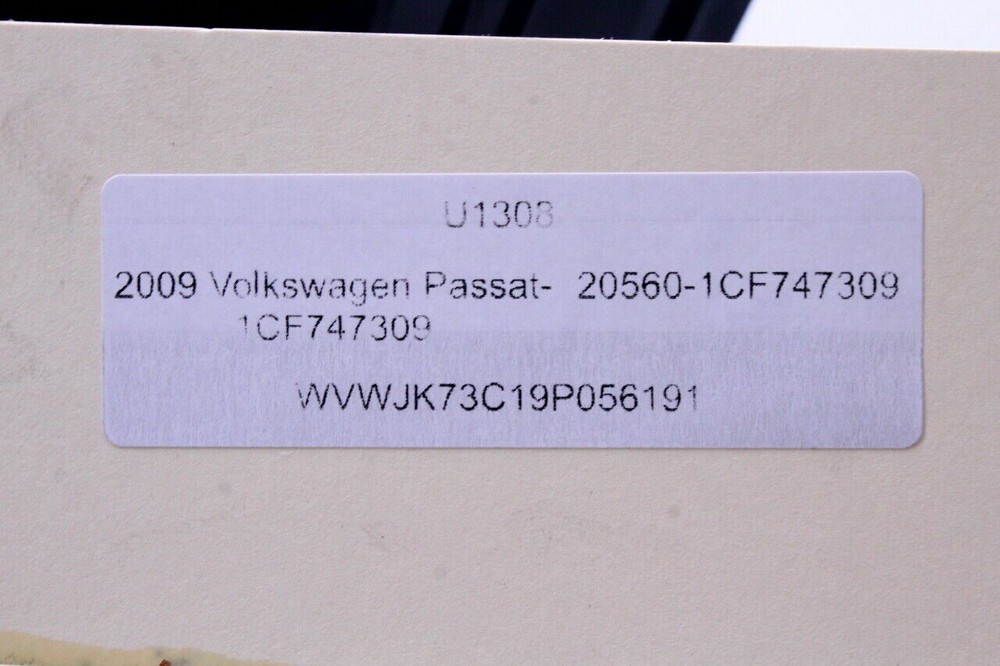 U1308
2009 Volkswagen Passat- 20560-1CF747309
1CF747309
WVWJK73C19P056191